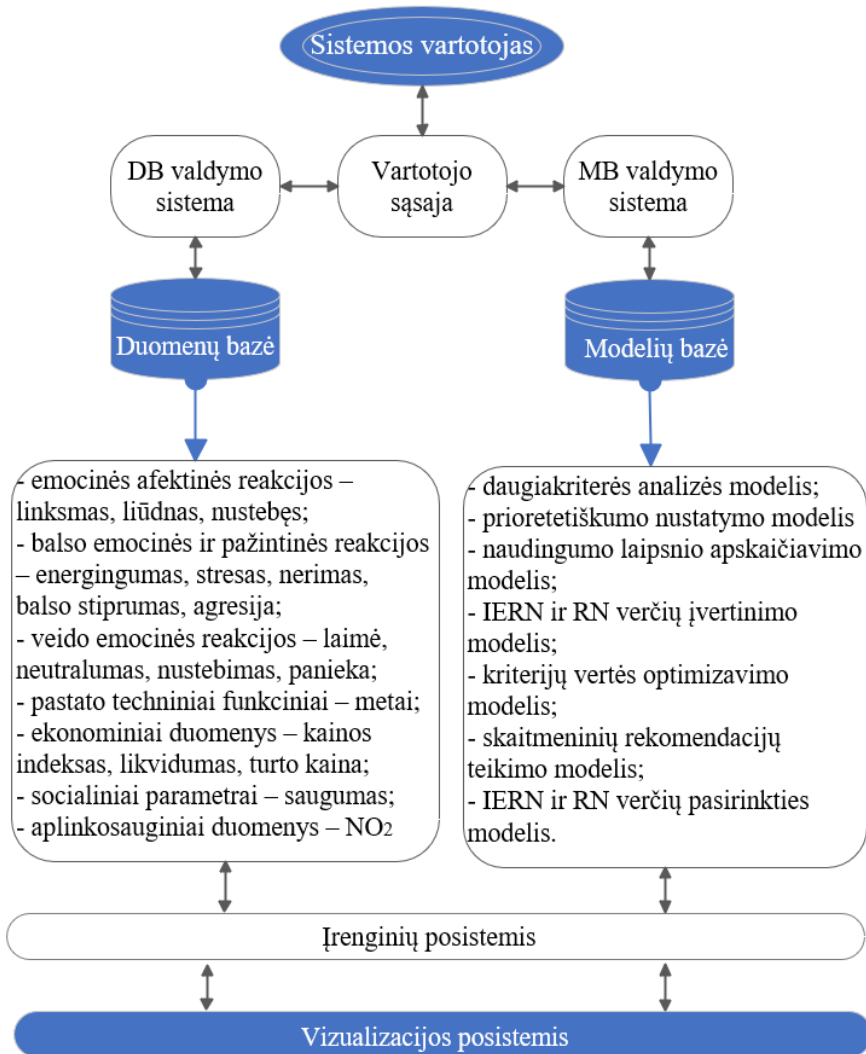 Sistemos vartotojas
DB valdymo
sistema
Vartotojo
sąsaja
MB valdymo
sistema
Duomenų bazė
Modelių bazė
- emocinės afektinės reakcijos –
linksmas, liūdnas, nustebęs;
- balso emocinės ir pažintinės reakcijos
– energingumas, stresas, nerimas,
balso stiprumas, agresija;
- veido emocinės reakcijos – laimė,
neutralumas, nustebimas, panieka;
- pastato techniniai funkciniai – metai;
- ekonominiai duomenys – kainos
indeksas, likvidumas, turto kaina;
- socialiniai parametrai – saugumas;
- aplinkosauginiai duomenys – NO2
- daugiakriterės analizės modelis;
- prioretetiškumo nustatymo modelis
- naudingumo laipsnio apskaičiavimo
modelis;
- IERN ir RN verčių įvertinimo
modelis;
- kriterijų vertės optimizavimo
modelis;
- skaitmeninių rekomendacijų
teikimo modelis;
- IERN ir RN verčių pasirinkties
modelis.
Įrenginių posistemis
Vizualizacijos posistemis